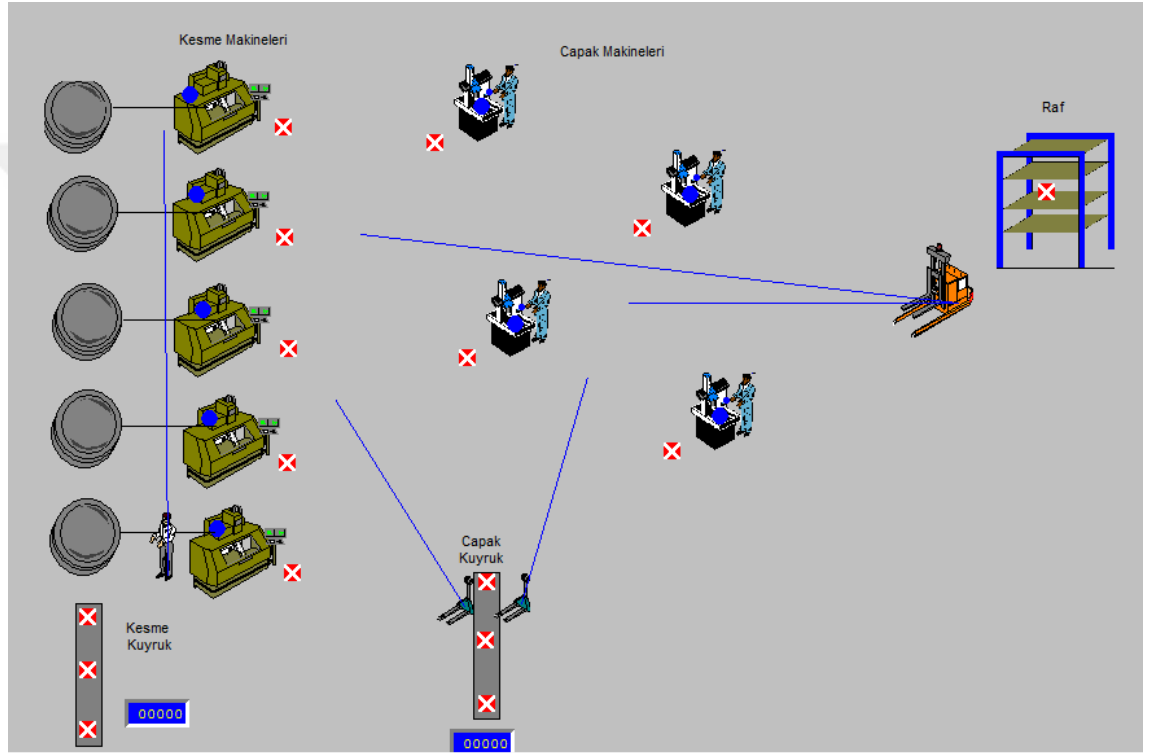 Kesme Makineleri
Capak Makineleri
Raf
Capak
Kuyruk
Kesme
Kuyruk
00000
00000